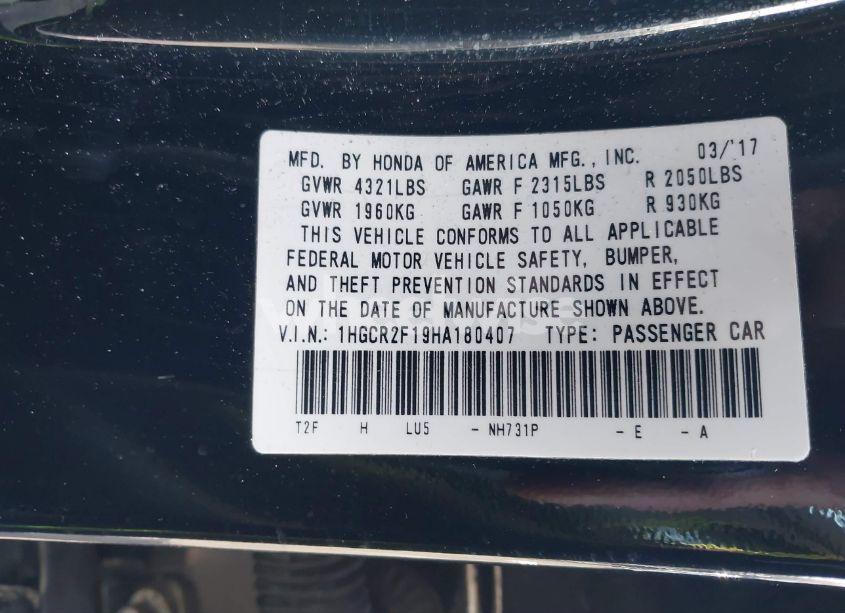 MFD. BY HONDA OF AMERICA MFG., INC. 03/'17
GVWR 4321LBS GAWR F 2315LBS R 2050LBS
GVWR 1960KG GAWR F 1050KG R 930KG
THIS VEHICLE CONFORMS TO ALL APPLICABLE
FEDERAL MOTOR VEHICLE SAFETY, BUMPER,
AND THEFT PREVENTION STANDARDS IN EFFECT
ON THE DATE OF MANUFACTURE SHOWN ABOVE.
V.I.N.: 1HGCR2F19HA180407 TYPE: PASSENGER CAR
T2F H LU5 - NH731P - E - A